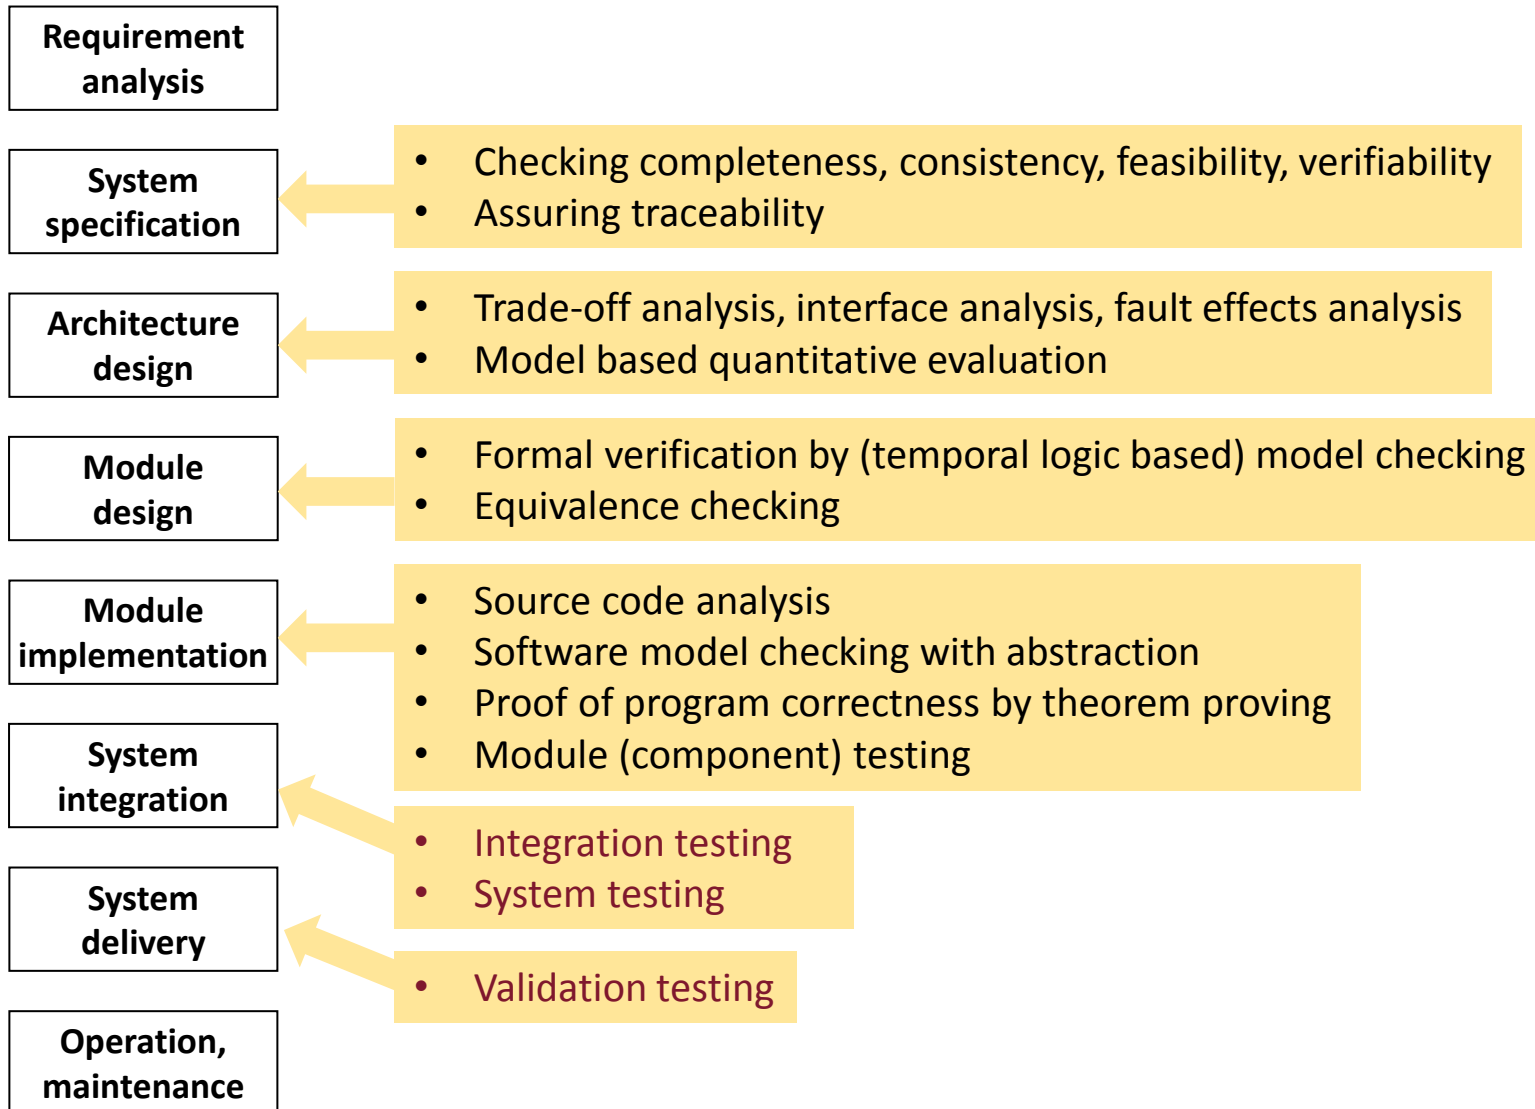 Requirement
analysis
System
specification
• Checking completeness, consistency, feasibility, verifiability
• Assuring traceability
Architecture
design
• Trade-off analysis, interface analysis, fault effects analysis
• Model based quantitative evaluation
Module
design
• Formal verification by (temporal logic based) model checking
• Equivalence checking
Module
implementation
• Source code analysis
• Software model checking with abstraction
• Proof of program correctness by theorem proving
• Module (component) testing
System
integration
• Integration testing
• System testing
System
delivery
• Validation testing
Operation,
maintenance